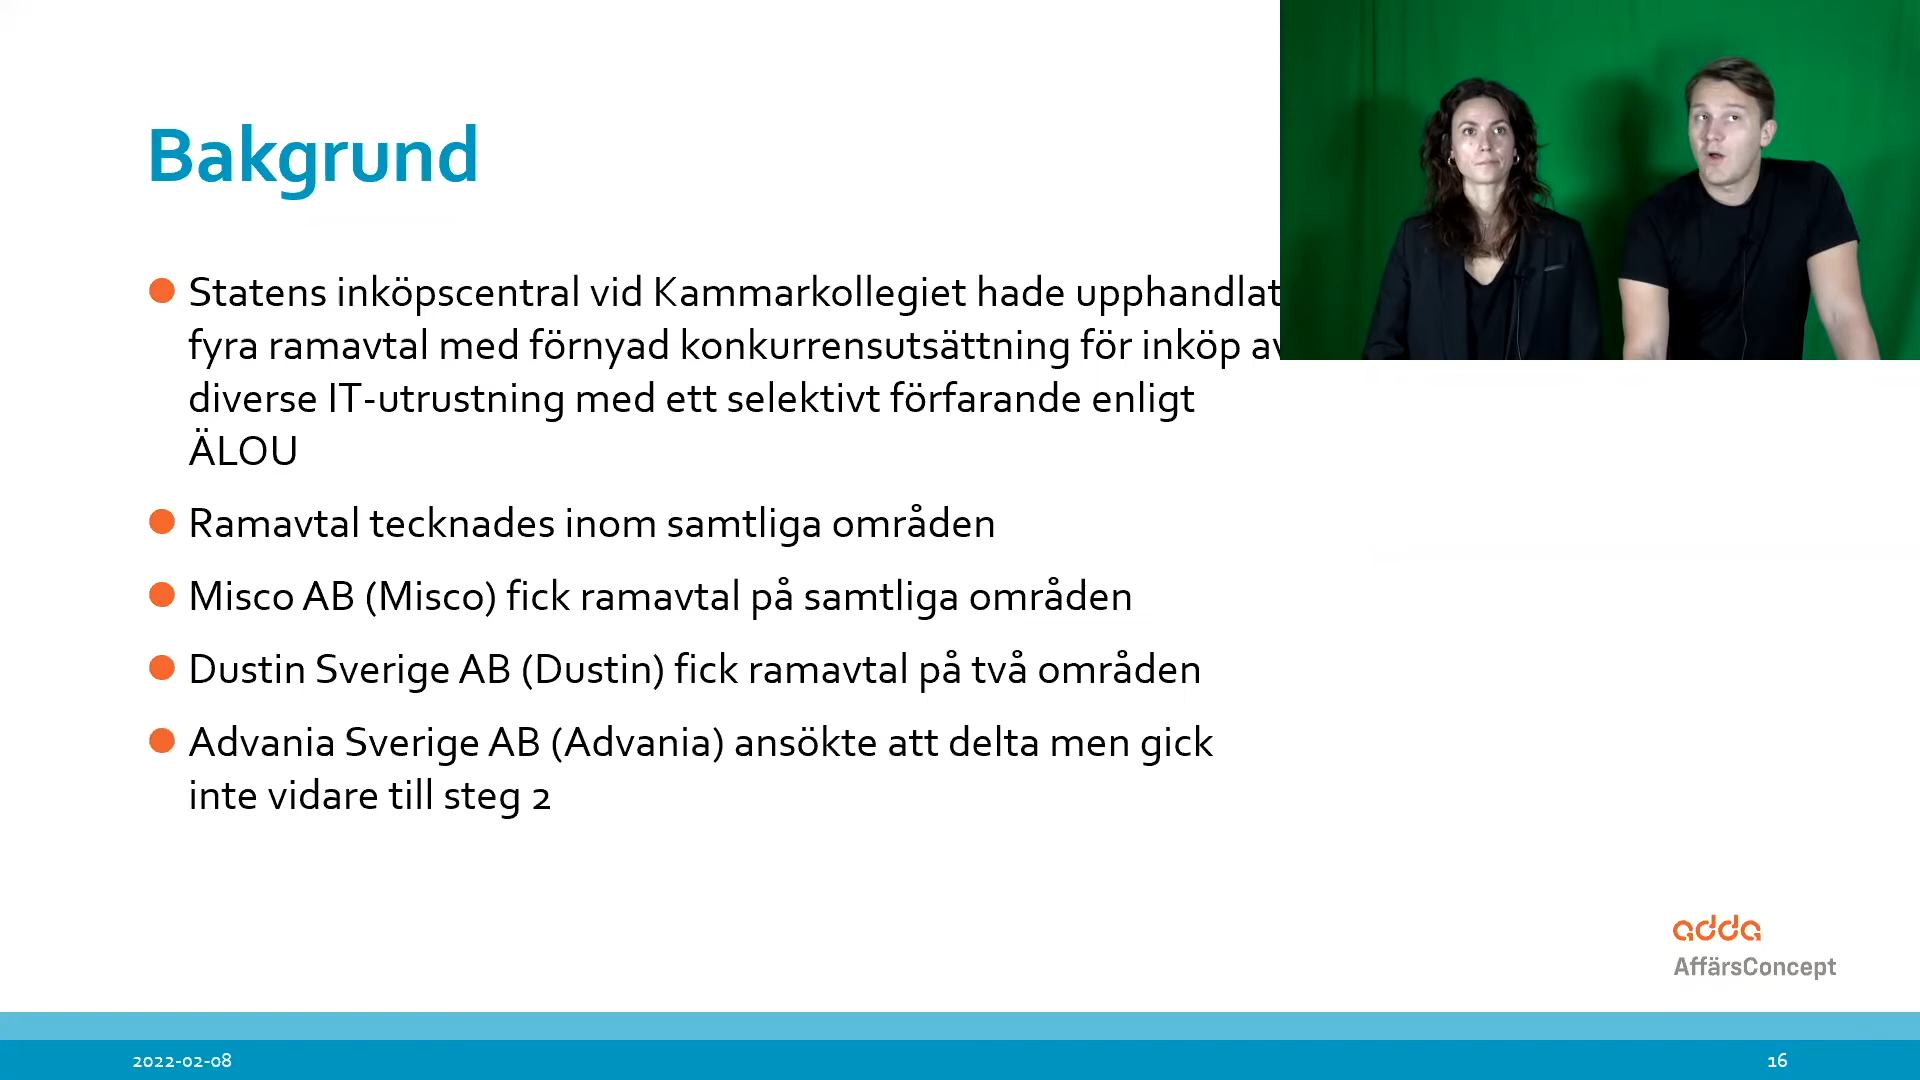 Bakgrund
Statens inköpscentral vid Kammarkollegiet hade upphandlat
fyra ramavtal med förnyad konkurrensutsättning för inköp av
diverse IT-utrustning med ett selektivt förfarande enligt
ÄLOU
Ramavtal tecknades inom samtliga områden
Misco AB (Misco) fick ramavtal på samtliga områden
Dustin Sverige AB (Dustin) fick ramavtal på två områden
Advania Sverige AB (Advania) ansökte att delta men gick
inte vidare till steg 2
adda
AffärsConcept
2022-02-08
16